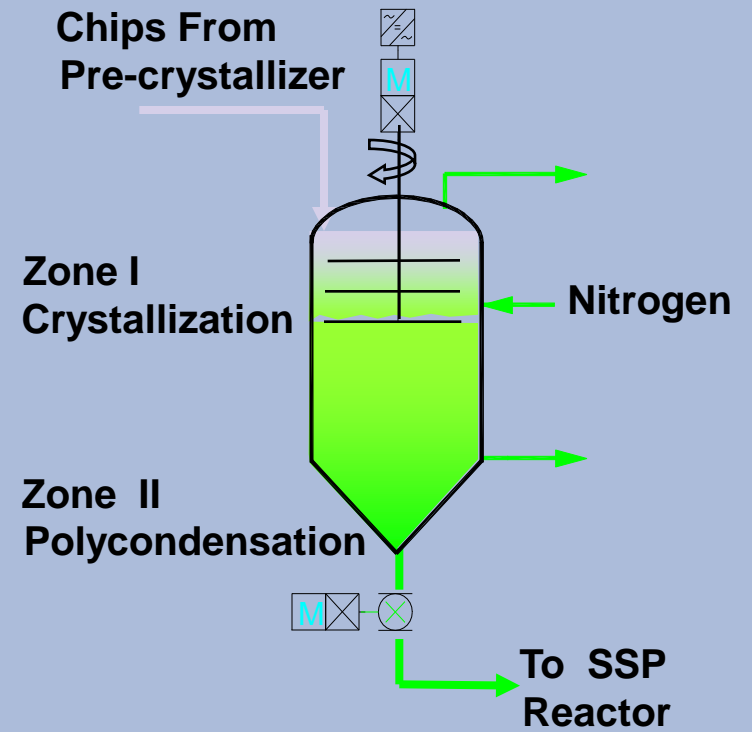 Chips From
Pre-crystallizer
M
Zone I
Crystallization
Nitrogen
Zone II
Polycondensation
M
To SSP
Reactor